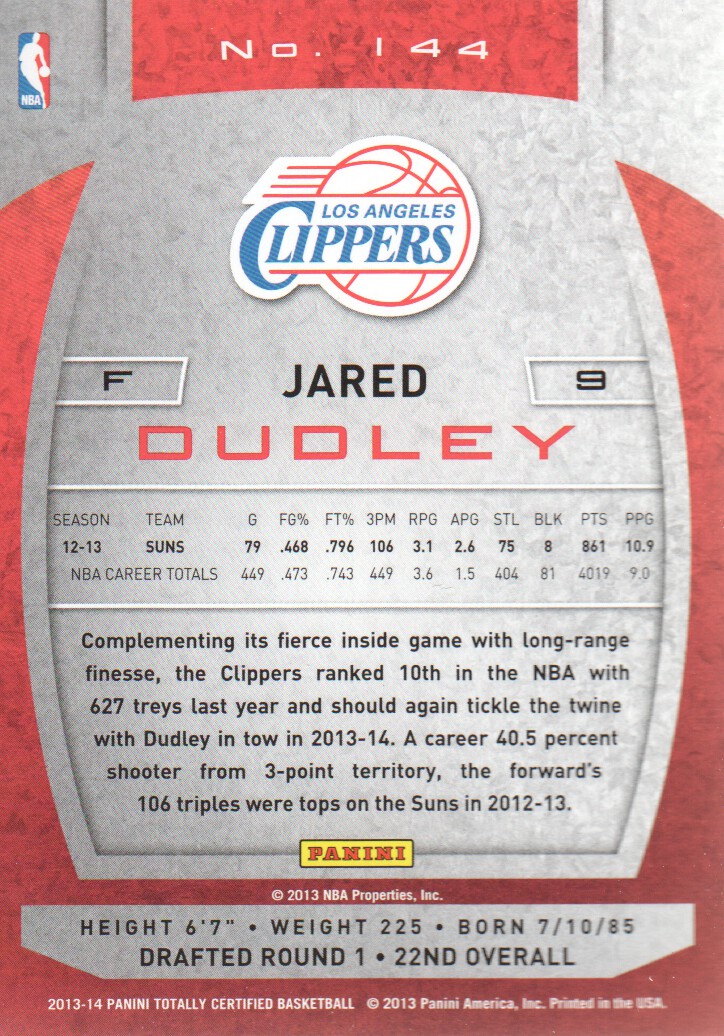 No. 144
NBA
LOS ANGELES
CLIPPERS
F
JARED
9
DUDLEY
SEASON TEAM G FG% FT% 3PM RPG APG STL BLK PTS PPG
12-13 SUNS 79 .468 .796 106 3.1 2.6 75 8 861 10.9
NBA CAREER TOTALS 449 .473 .743 449 3.6 1.5 404 81 4019 9.0
Complementing its fierce inside game with long-range
finesse, the Clippers ranked 10th in the NBA with
627 treys last year and should again tickle the twine
with Dudley in tow in 2013-14. A career 40.5 percent
shooter from 3-point territory, the forward's
106 triples were tops on the Suns in 2012-13.
PANINI
© 2013 NBA Properties, Inc.
HEIGHT 6'7" • WEIGHT 225 • BORN 7/10/85
DRAFTED ROUND 1 • 22ND OVERALL
2013-14 PANINI TOTALLY CERTIFIED BASKETBALL © 2013 Panini America, Inc. Printed in the USA.